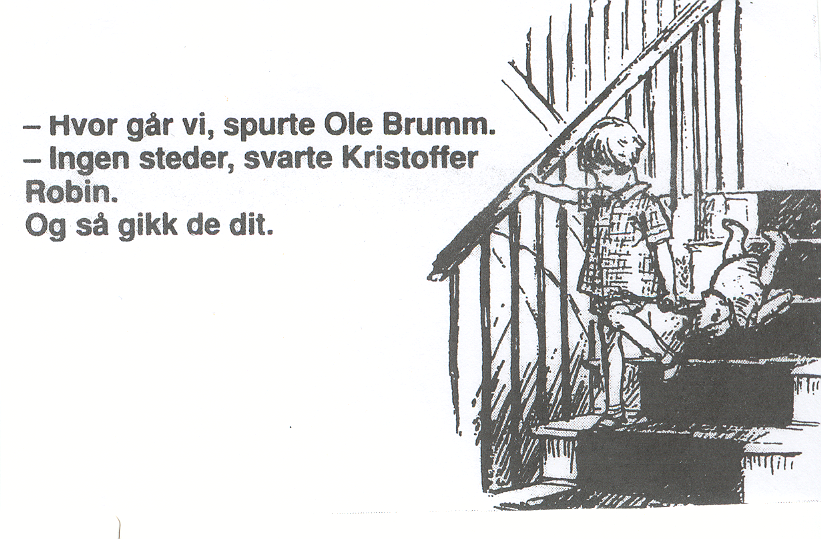 – Hvor går vi, spurte Ole Brumm.
– Ingen steder, svarte Kristoffer
Robin.
Og så gikk de dit.